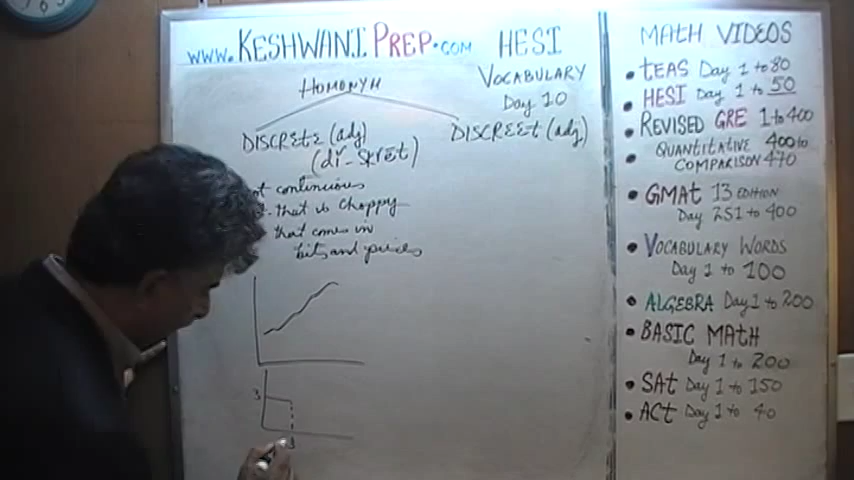 www.KESHWANIPREP.com
HESI
VOCABULARY
Day 10
HOMONYM
DISCRETE (adj)
(dĭ-skrēt)
DISCREET (adj)
continuous
that is choppy
that comes in
bits and pieces
3
MATH VIDEOS
• TEAS Day 1 to 80
• HESI Day 1 to 50
• REVISED GRE 1 to 400
• QUANTITATIVE 400 to
COMPARISON 470
• GMAT 13 EDITION
Day 251 to 400
• VOCABULARY WORDS
Day 1 to 100
• ALGEBRA Day 1 to 200
• BASIC MATH
Day 1 to 200
• SAT Day 1 to 150
• ACT Day 1 to 40